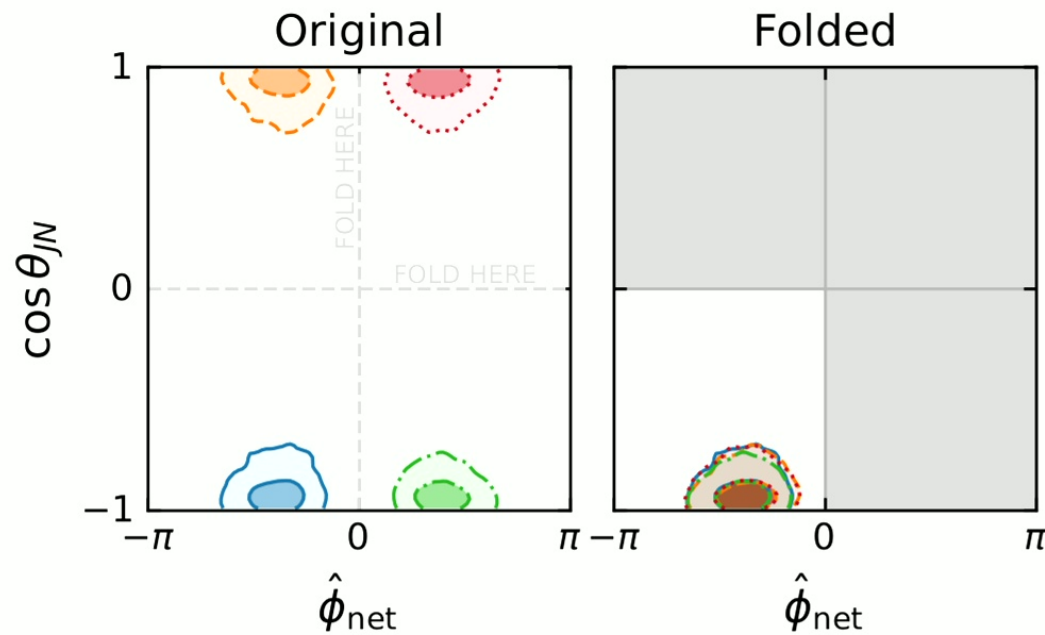 Original
Folded
1
0
−1
cos θ_JN
FOLD HERE
FOLD HERE
−π
0
π
−π
0
π
ϕ̂_net
ϕ̂_net